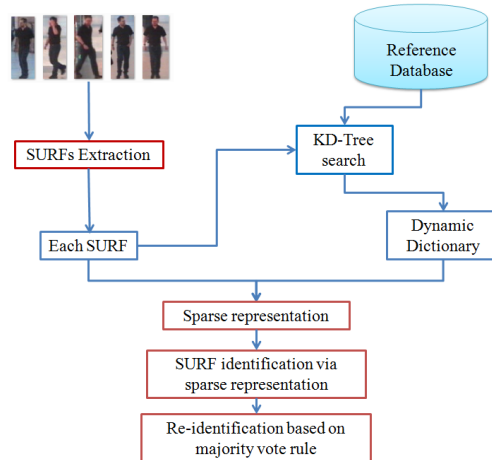 Reference
Database
SURFs Extraction
KD-Tree
search
Each SURF
Dynamic
Dictionary
Sparse representation
SURF identification via
sparse representation
Re-identification based on
majority vote rule